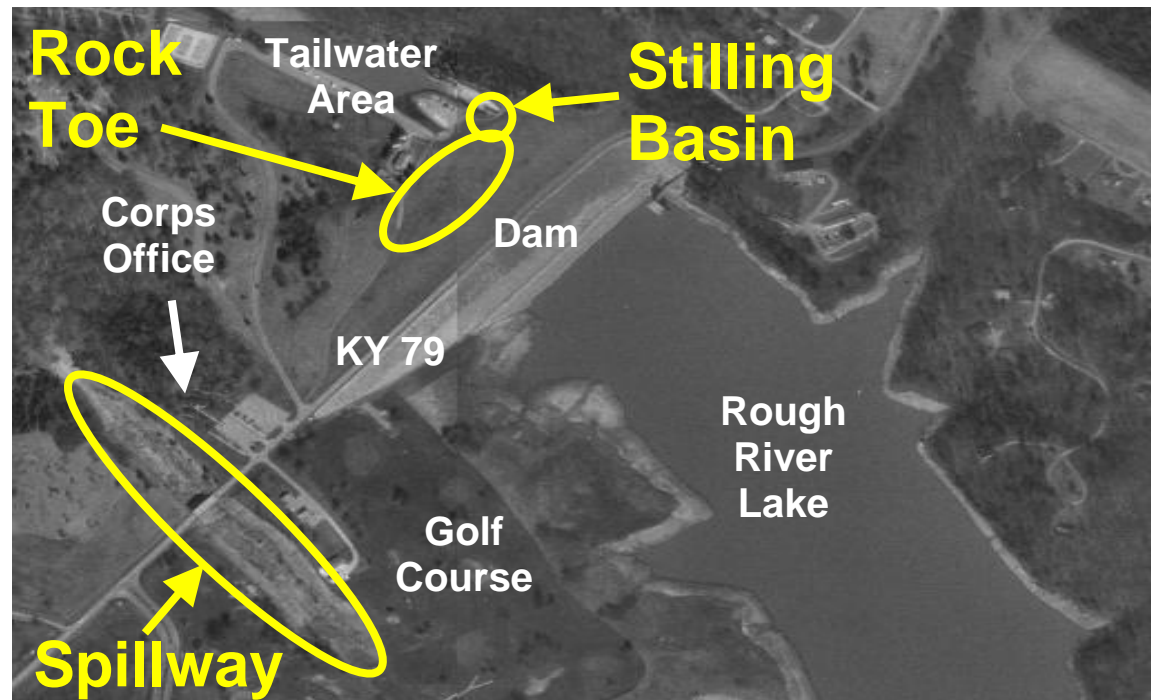 Rock
Toe
Tailwater
Area
Stilling
Basin
Corps
Office
Dam
KY 79
Rough
River
Lake
Golf
Course
Spillway